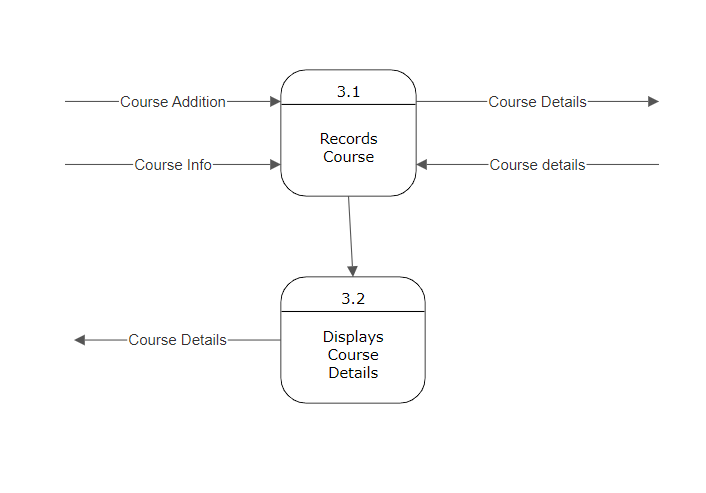 3.1
Course Addition
Course Details
Records
Course
Course Info
Course details
3.2
Course Details
Displays
Course
Details